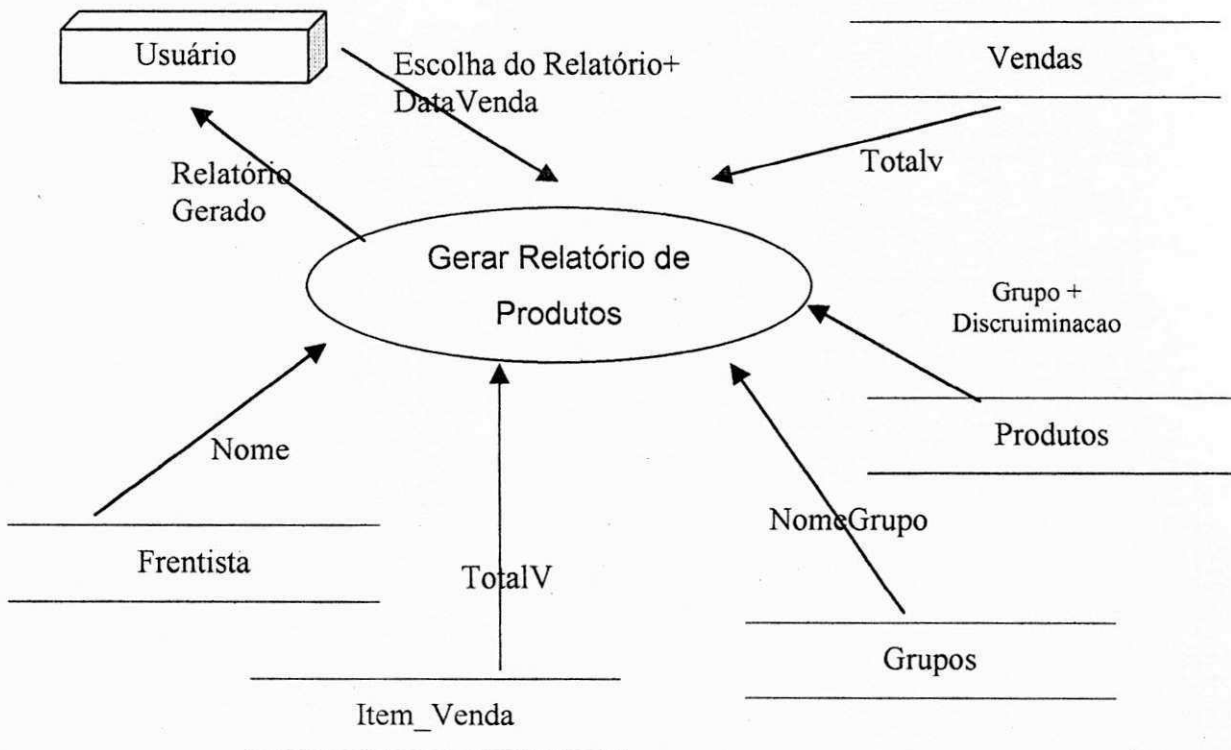 Usuário
Escolha do Relatório+
DataVenda
Vendas
Relatório
Gerado
Totalv
Gerar Relatório de
Produtos
Grupo +
Discruiminacao
Produtos
Nome
NomeGrupo
Frentista
TotalV
Grupos
Item_Venda